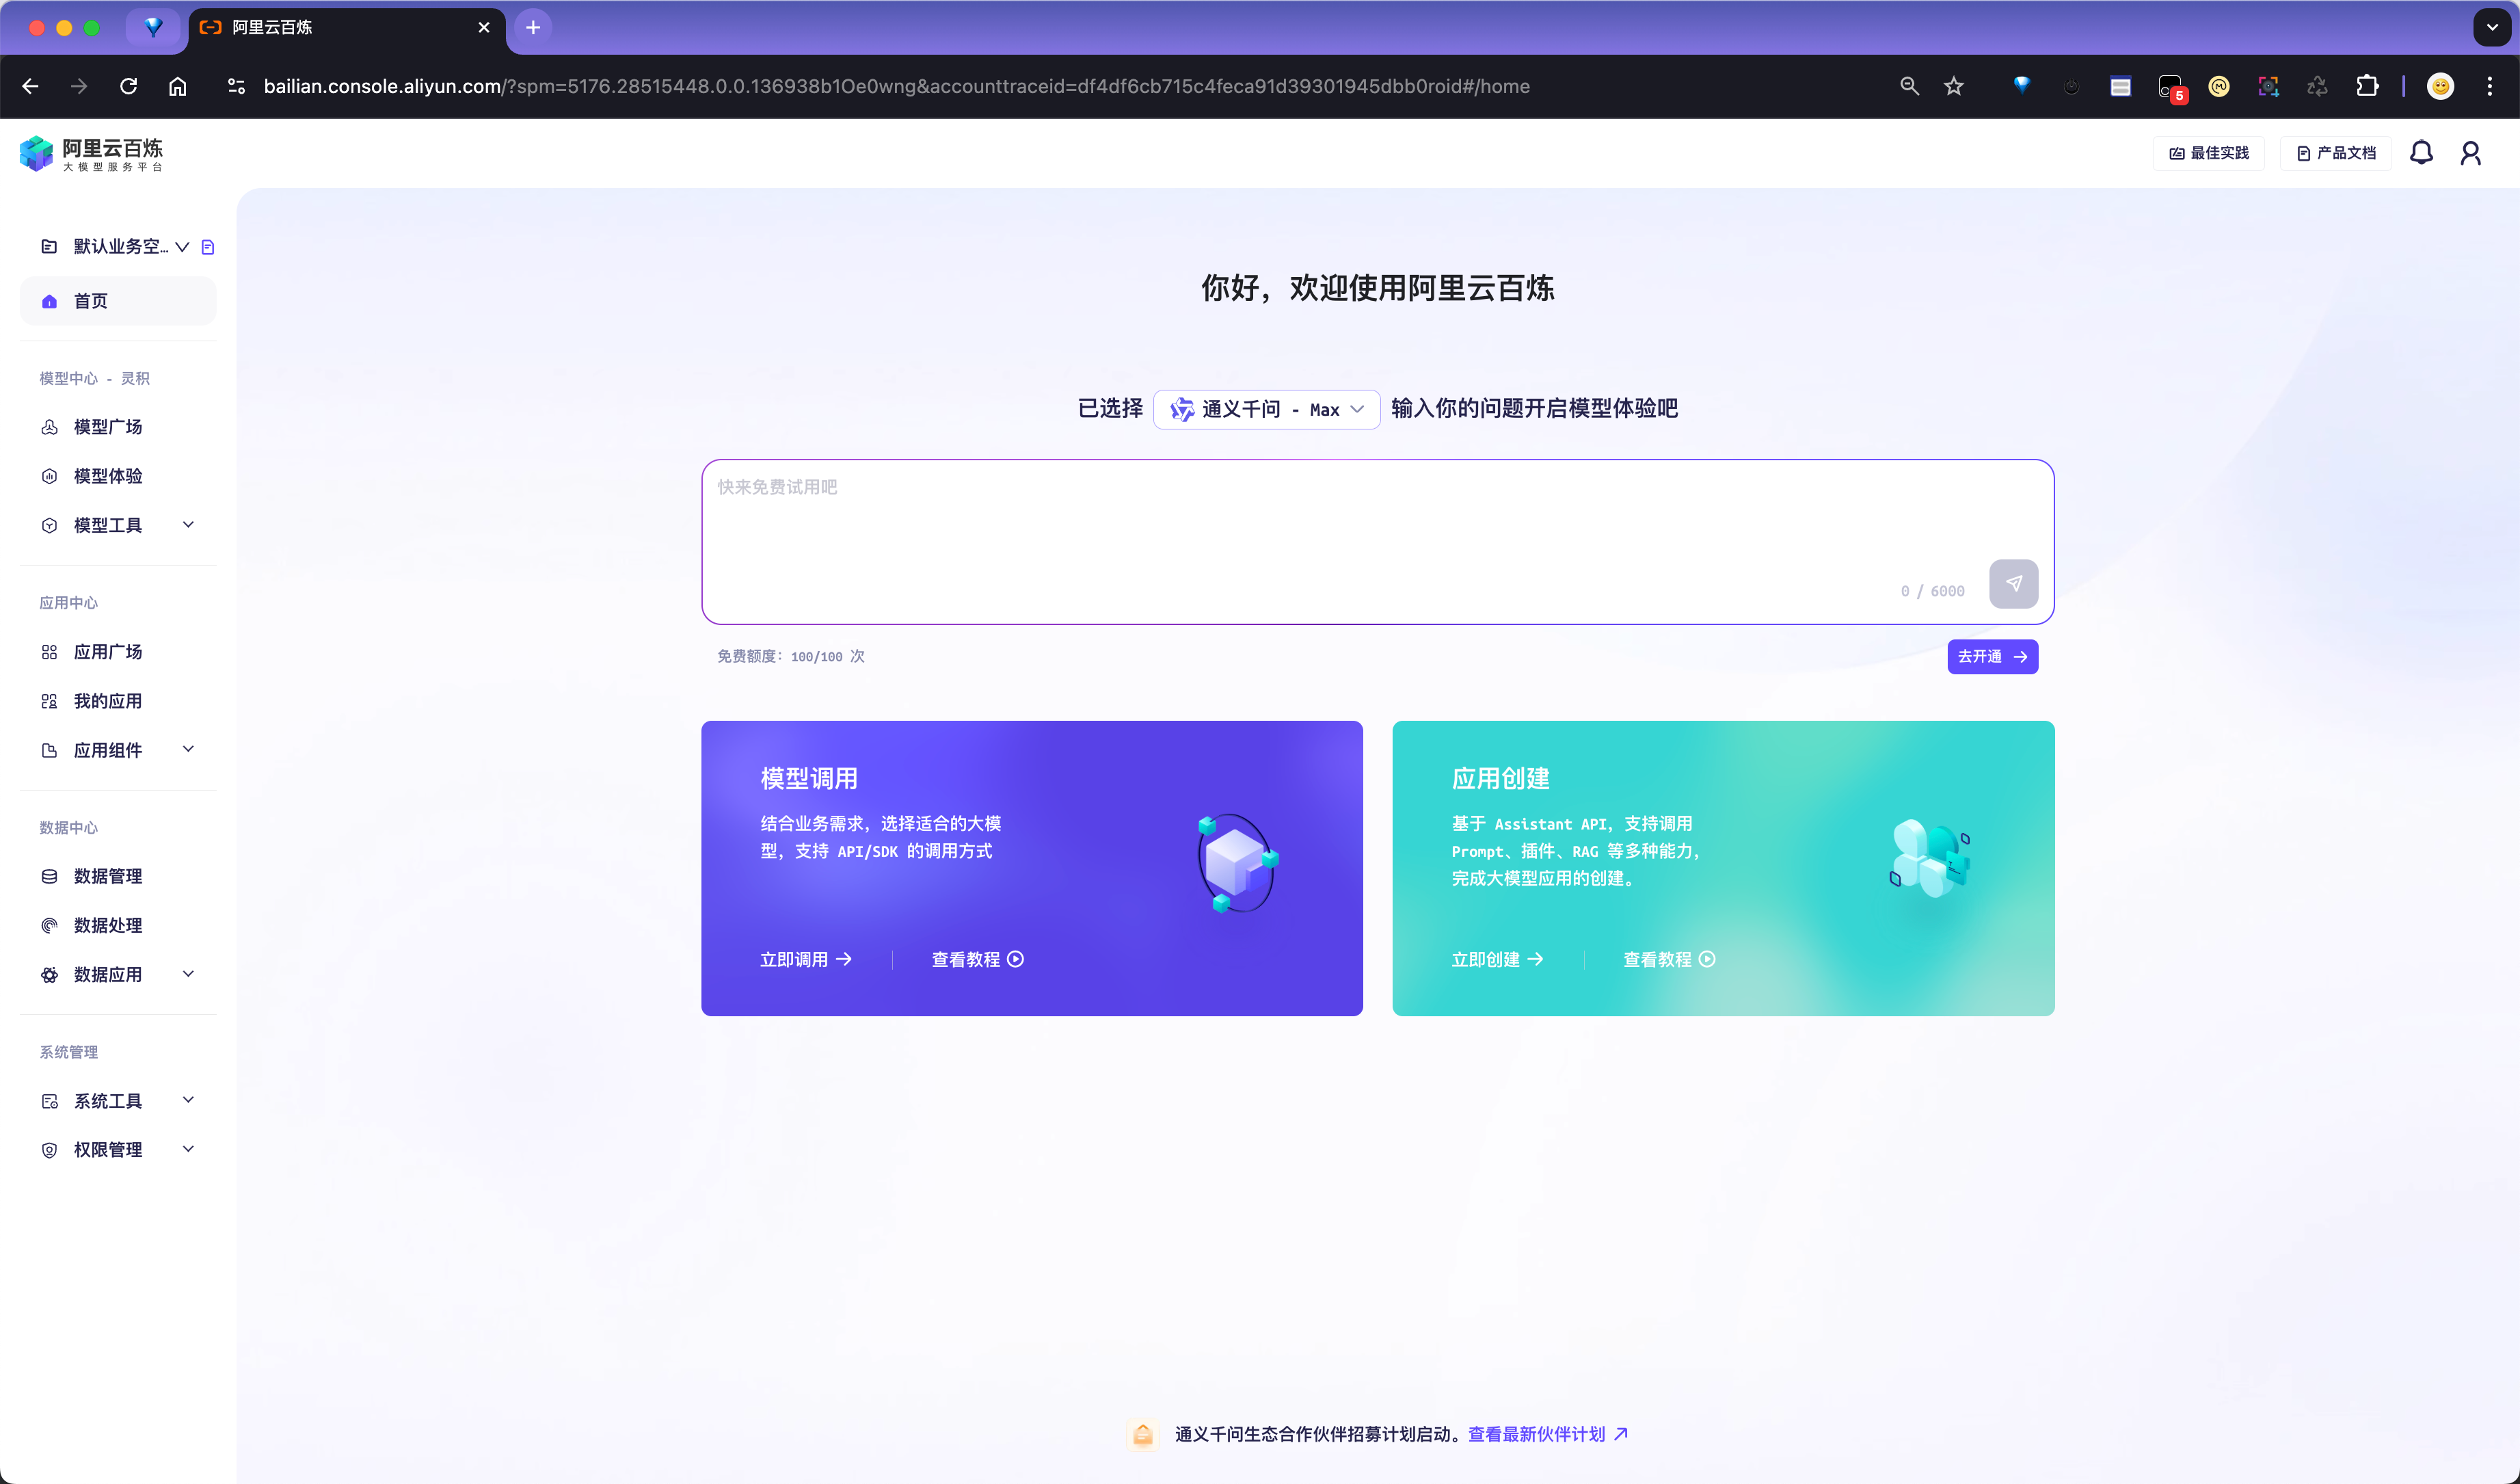 阿里云百炼
bailian.console.aliyun.com/?spm=5176.28515448.0.0.136938b1Oe0wng&accounttraceid=df4df6cb715c4feca91d39301945dbb0roid#/home
5
阿里云百炼
大模型服务平台
最佳实践
产品文档
默认业务空...
首页
模型中心 - 灵积
模型广场
模型体验
模型工具
应用中心
应用广场
我的应用
应用组件
数据中心
数据管理
数据处理
数据应用
系统管理
系统工具
权限管理
你好，欢迎使用阿里云百炼
已选择 通义千问 - Max 输入你的问题开启模型体验吧
快来免费试用吧
0 / 6000
免费额度：100/100 次
去开通
模型调用
结合业务需求，选择适合的大模
型，支持 API/SDK 的调用方式
立即调用
查看教程
应用创建
基于 Assistant API，支持调用
Prompt、插件、RAG 等多种能力，
完成大模型应用的创建。
立即创建
查看教程
通义千问生态合作伙伴招募计划启动。查看最新伙伴计划